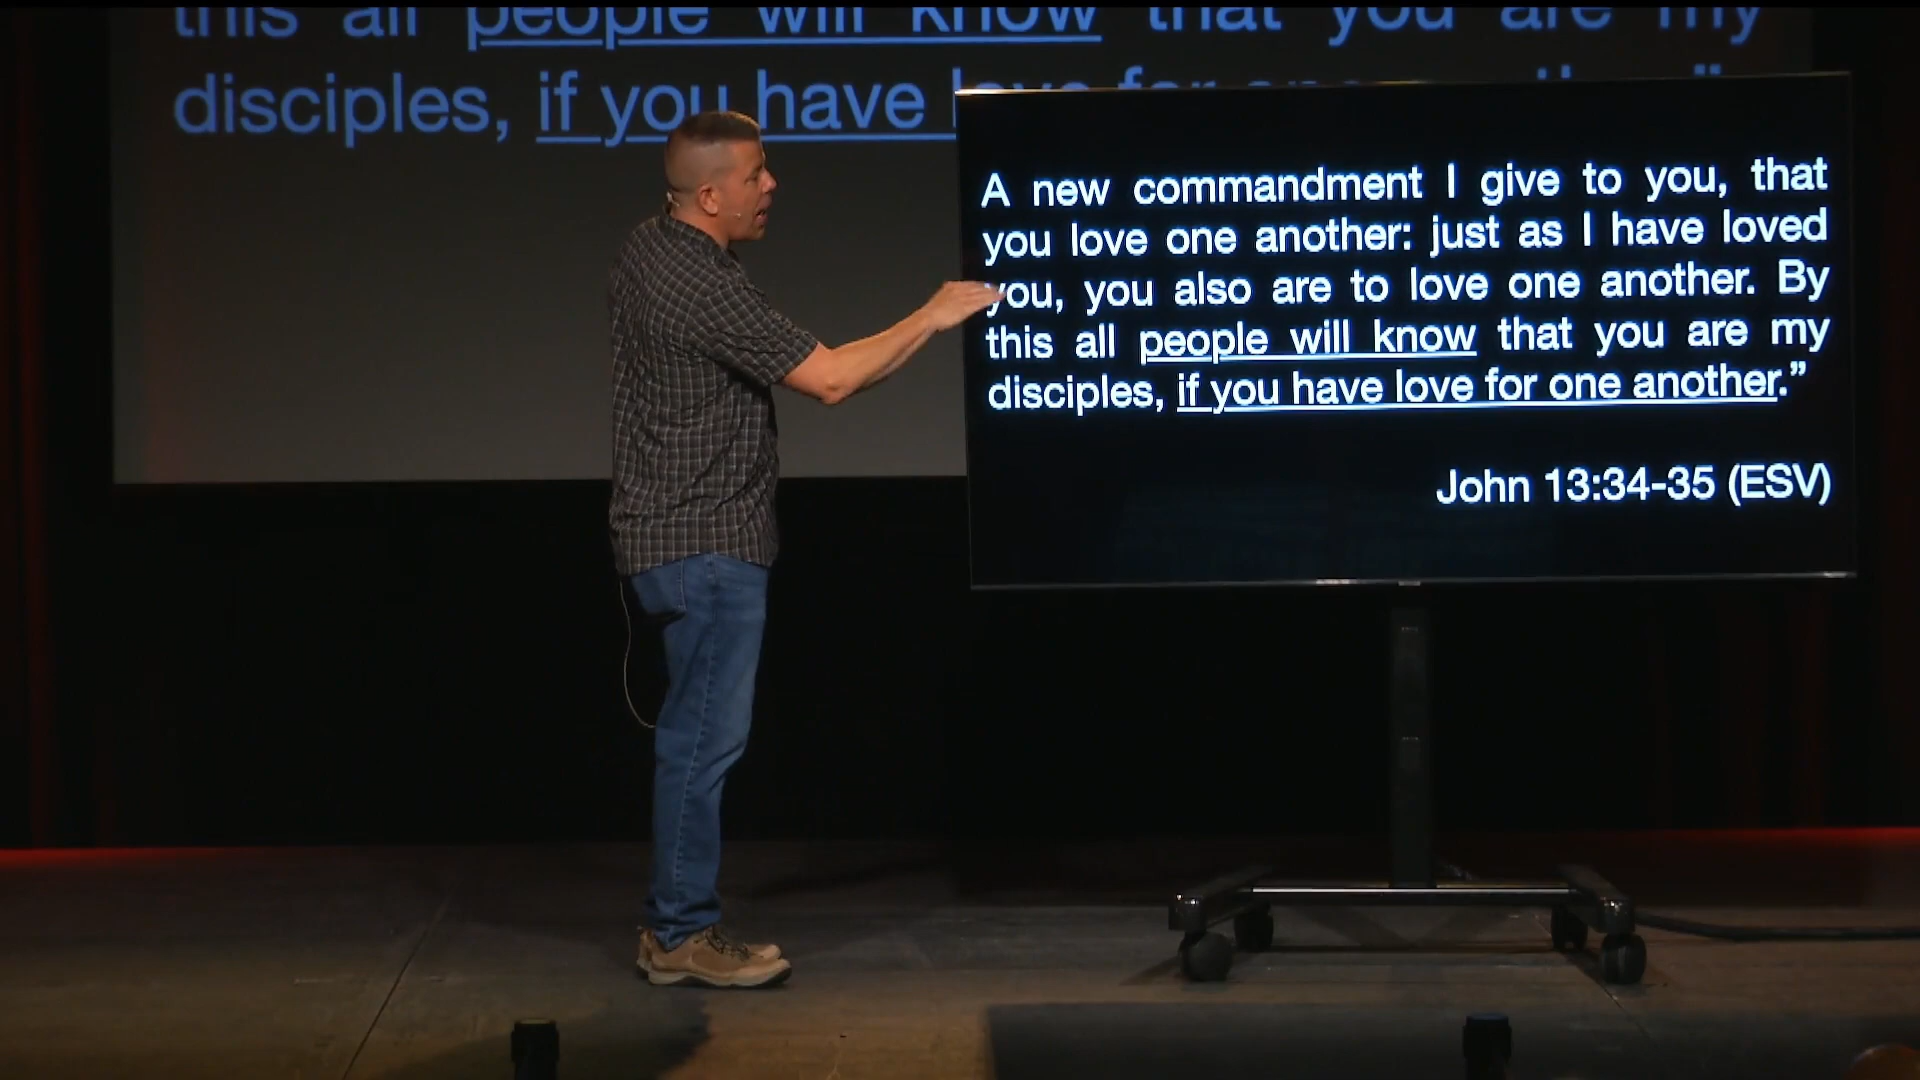 this all people will know that you are my
disciples, if you have
A new commandment I give to you, that
you love one another: just as I have loved
you, you also are to love one another. By
this all people will know that you are my
disciples, if you have love for one another.”
John 13:34-35 (ESV)